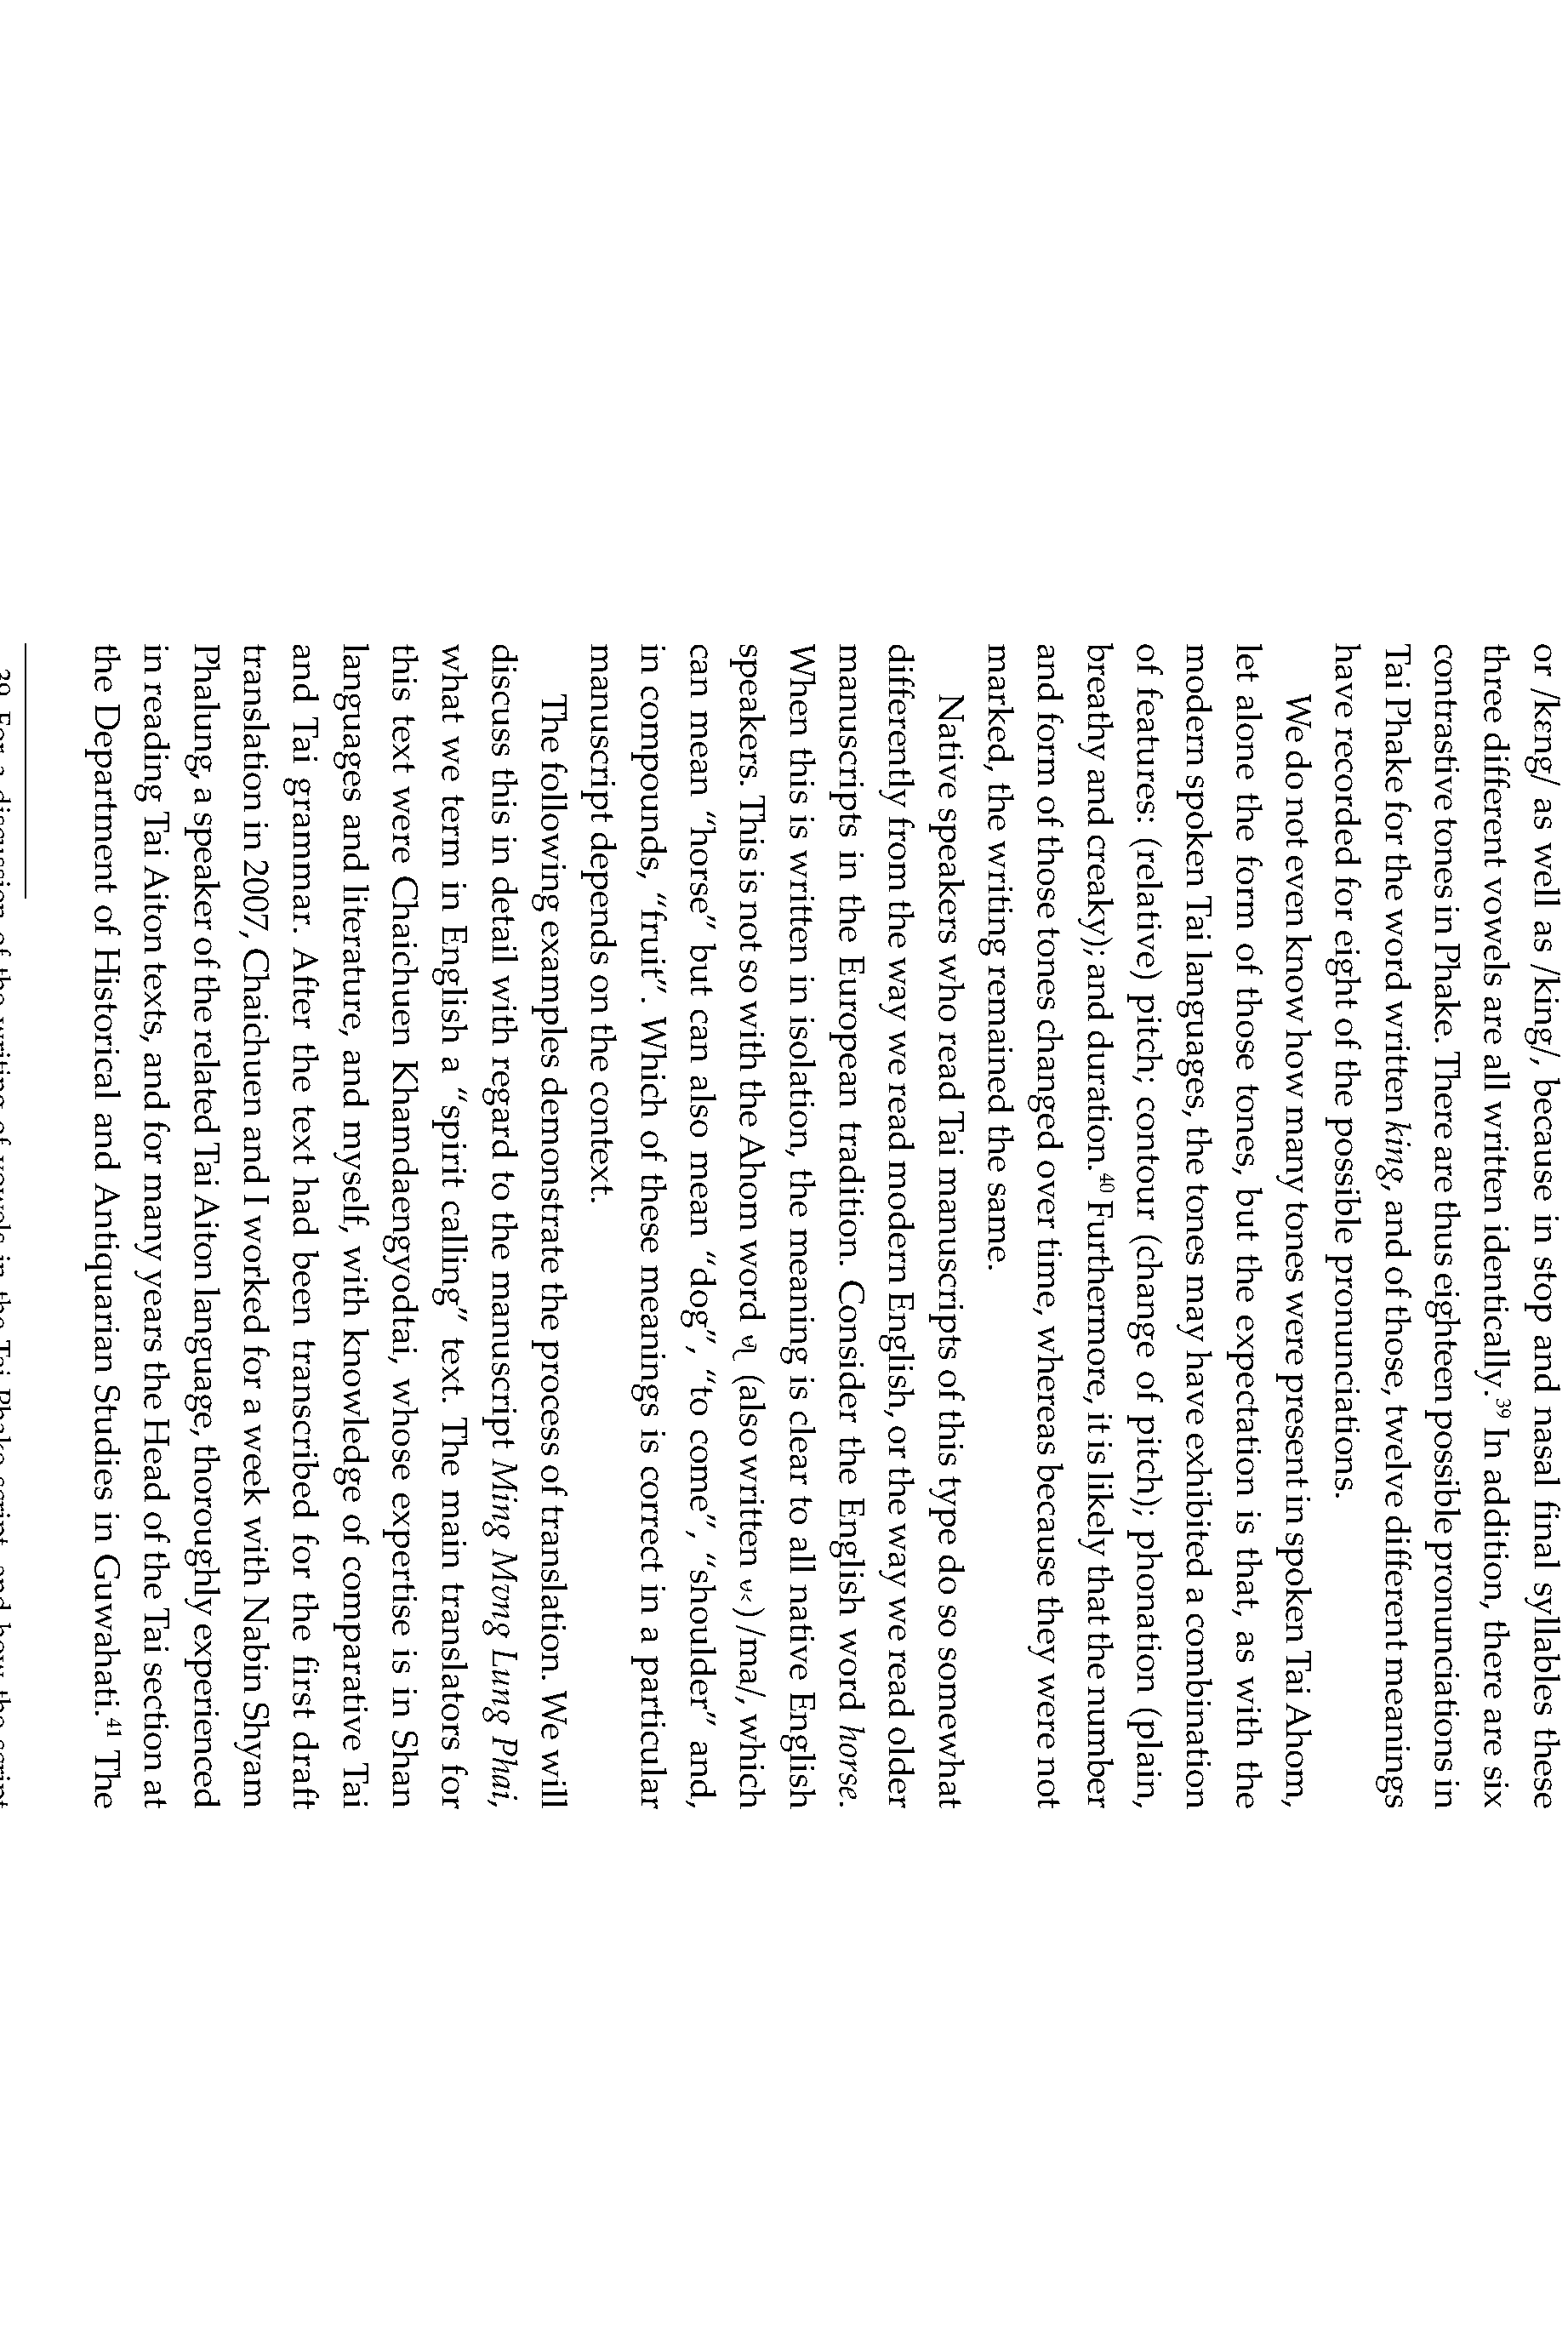 or /kɛng/ as well as /king/, because in stop and nasal final syllables these
three different vowels are all written identically.39 In addition, there are six
contrastive tones in Phake. There are thus eighteen possible pronunciations in
Tai Phake for the word written king, and of those, twelve different meanings
have recorded for eight of the possible pronunciations.
We do not even know how many tones were present in spoken Tai Ahom,
let alone the form of those tones, but the expectation is that, as with the
modern spoken Tai languages, the tones may have exhibited a combination
of features: (relative) pitch; contour (change of pitch); phonation (plain,
breathy and creaky); and duration.40 Furthermore, it is likely that the number
and form of those tones changed over time, whereas because they were not
marked, the writing remained the same.
Native speakers who read Tai manuscripts of this type do so somewhat
differently from the way we read modern English, or the way we read older
manuscripts in the European tradition. Consider the English word horse.
When this is written in isolation, the meaning is clear to all native English
speakers. This is not so with the Ahom word 𑜉𑜡 (also written 𑜉𑜠) /ma/, which
can mean “horse” but can also mean “dog”, “to come”, “shoulder” and,
in compounds, “fruit”. Which of these meanings is correct in a particular
manuscript depends on the context.
The following examples demonstrate the process of translation. We will
discuss this in detail with regard to the manuscript Ming Mvng Lung Phai,
what we term in English a “spirit calling” text. The main translators for
this text were Chaichuen Khamdaengyodtai, whose expertise is in Shan
languages and literature, and myself, with knowledge of comparative Tai
and Tai grammar. After the text had been transcribed for the first draft
translation in 2007, Chaichuen and I worked for a week with Nabin Shyam
Phalung, a speaker of the related Tai Aiton language, thoroughly experienced
in reading Tai Aiton texts, and for many years the Head of the Tai section at
the Department of Historical and Antiquarian Studies in Guwahati.41 The
39 For a discussion of the writing of vowels in the Tai Phake script, and how the script